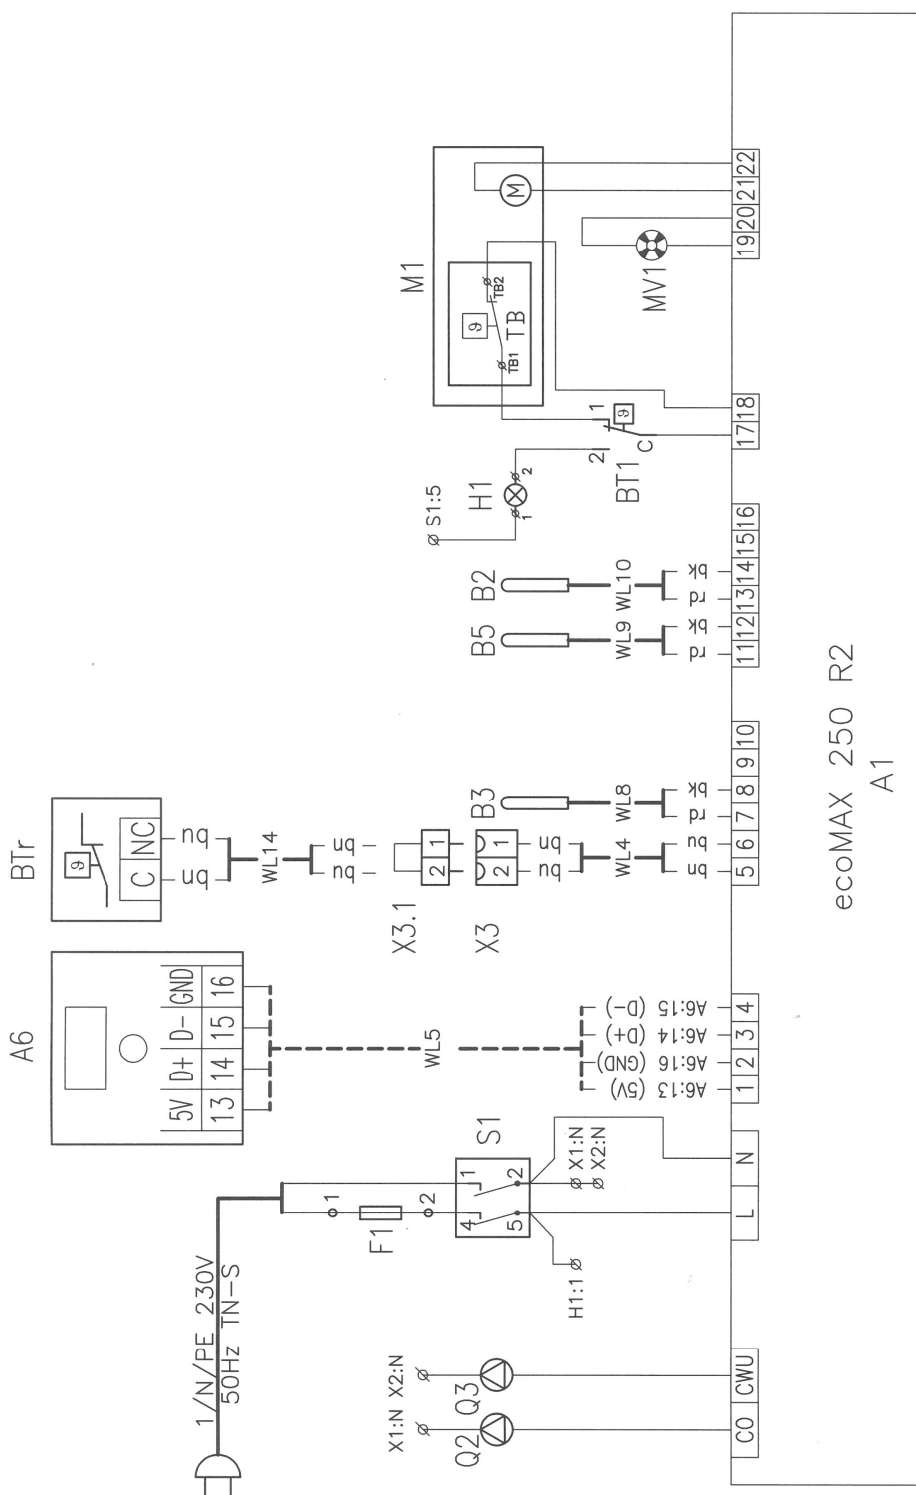 1/N/PE 230V
50Hz TN-S
A6
5V D+ D- GND
13 14 15 16
BTr
C NC
bn bu
WL14
bu bn
X3.1
2 1
X3
2 1
bu bn
WL4
bn bu
WL5
A6:13 (5V)
A6:16 (GND)
A6:14 (D+)
A6:15 (D-)
F1
1
2
S1
4 1
5 2
X1:N
X2:N
H1:1
X1:N X2:N
Q2 Q3
B3
WL8
rd bk
B5
WL9
rd bk
B2
WL10
rd bk
S1:5
H1
1 2
BT1
2 1
C
ϑ
M1
TB
TB1 TB2
ϑ
M
MV1
ϑ
CO CWU L N 1 2 3 4 5 6 7 8 9 10 11 12 13 14 15 16 17 18 19 20 21 22
ecoMAX 250 R2
A1